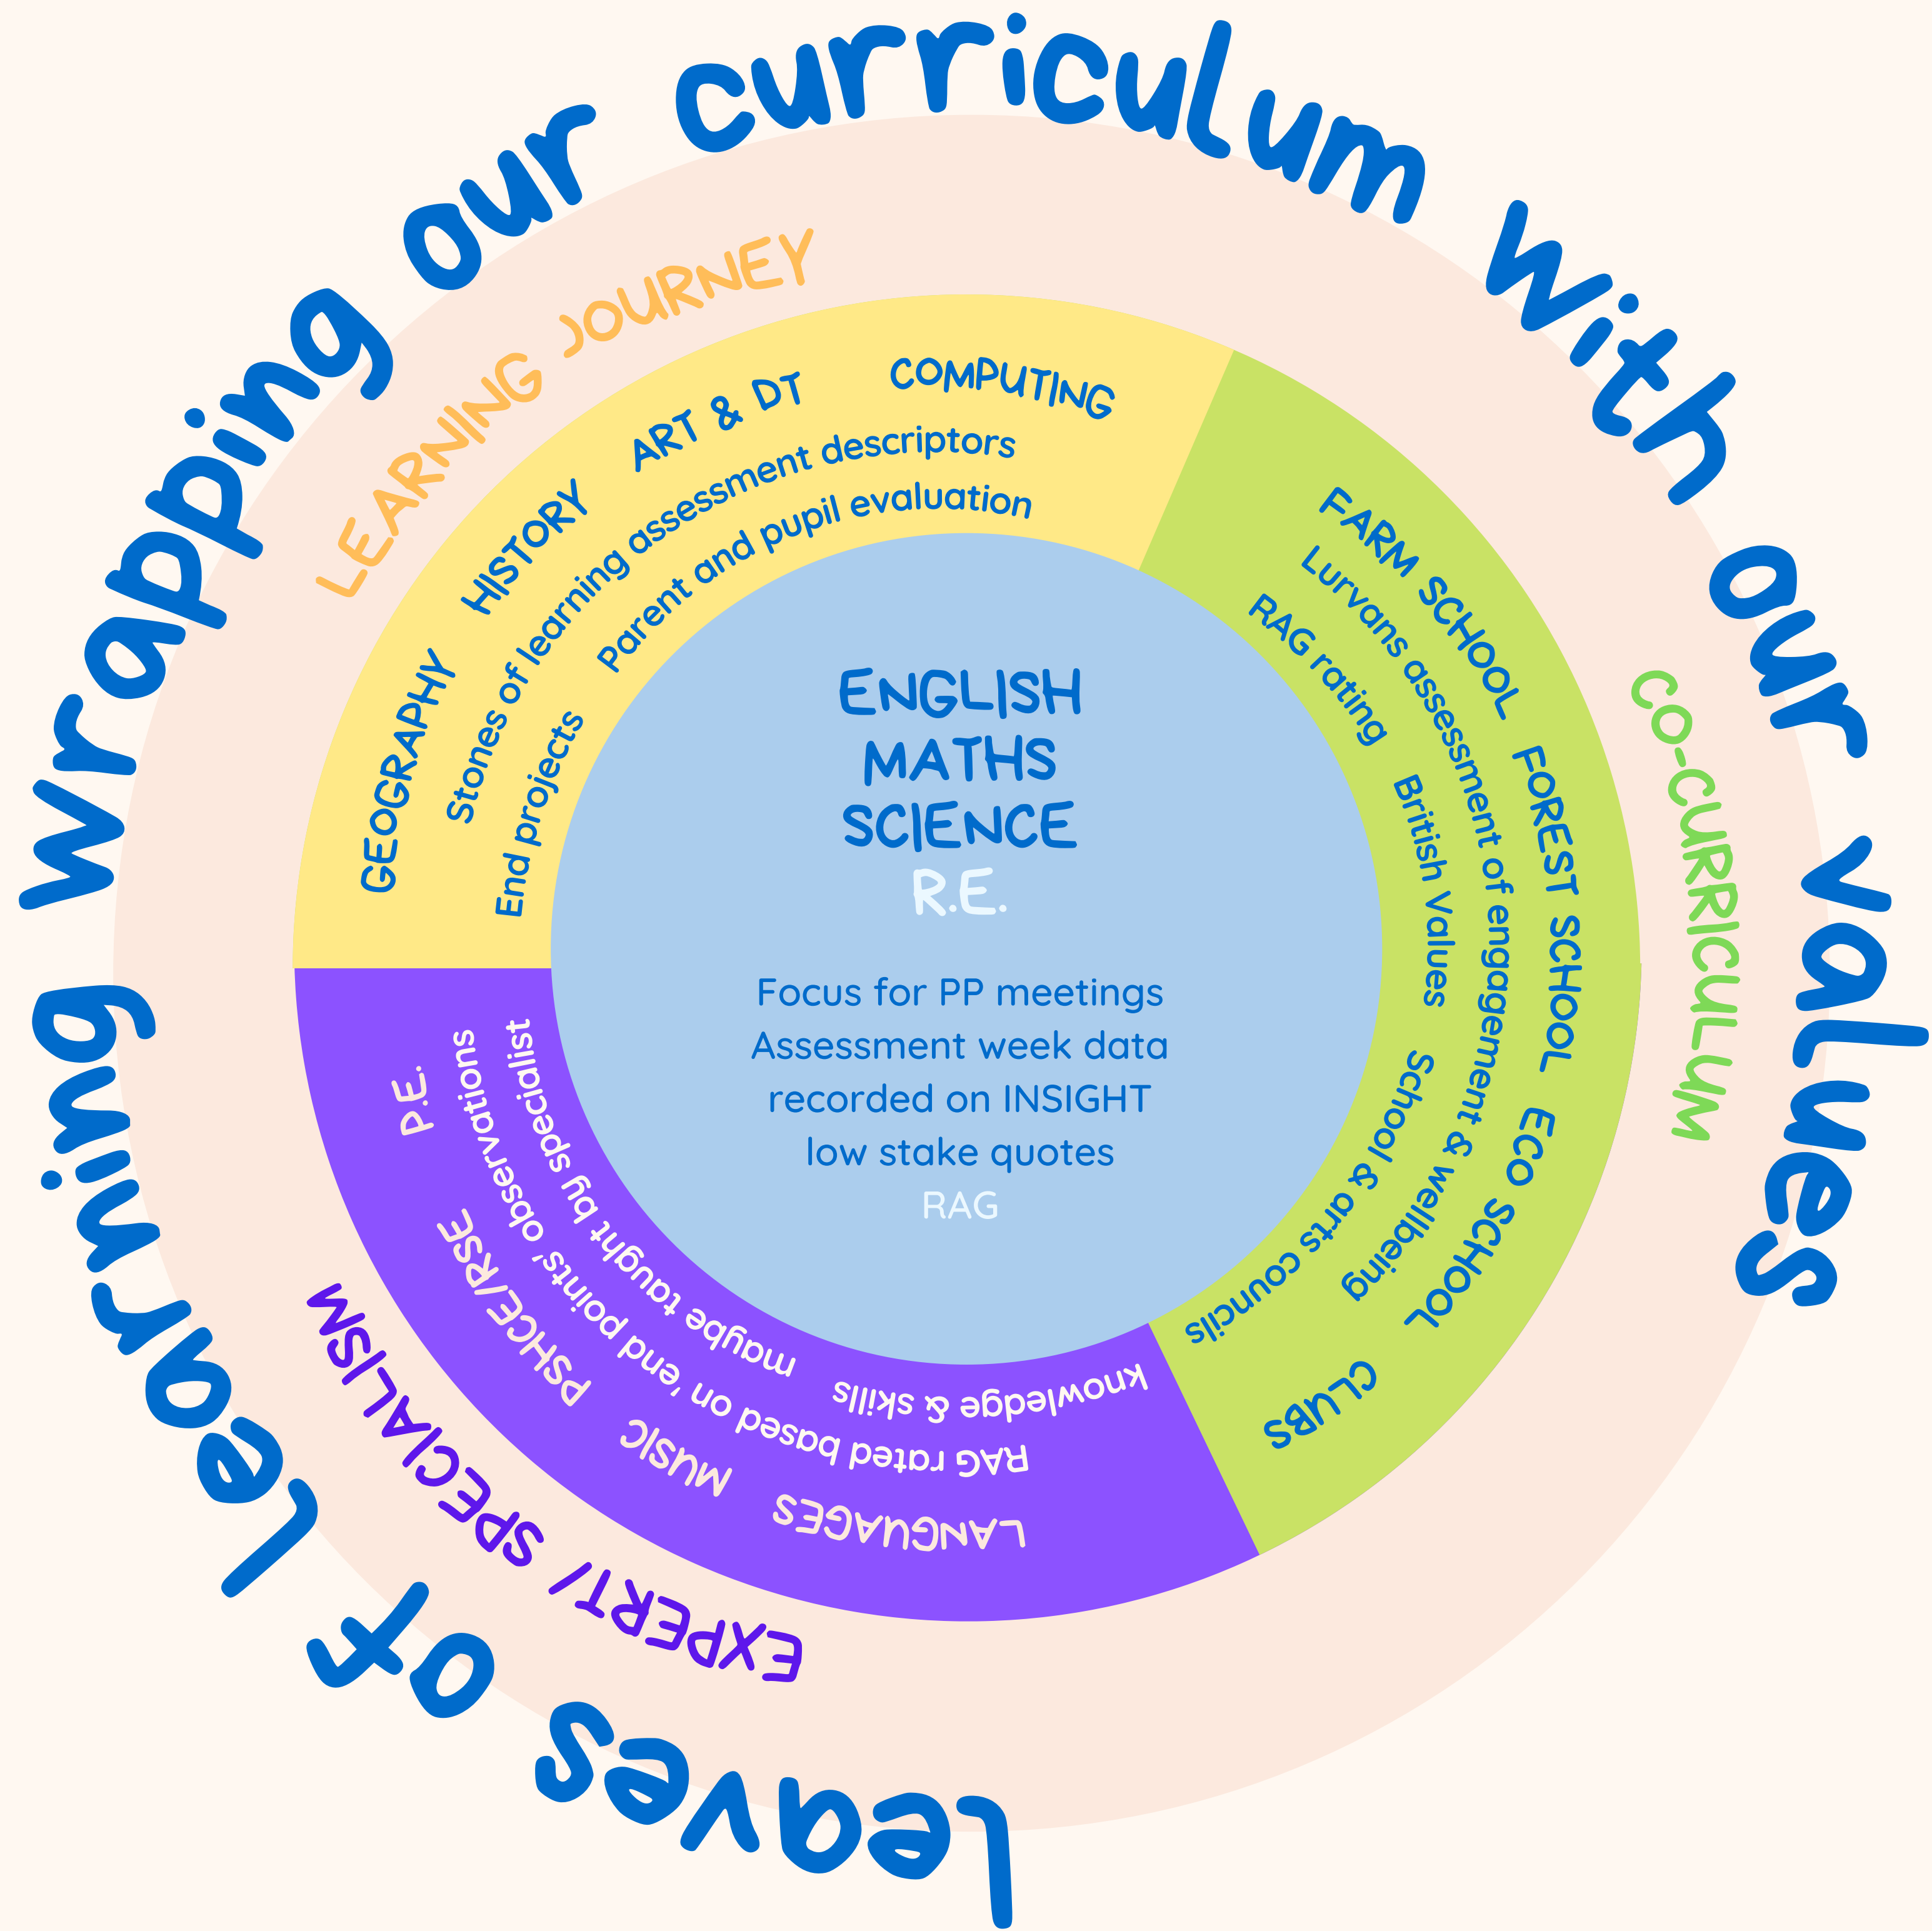 Leaves of learning wrapping our curriculum with our values
LEARNING JOURNEY
GEOGRAPHY HISTORY ART & DT COMPUTING
Stones of learning assessment descriptors
End projects Parent and pupil evaluation
CO-CURRICULUM
FARM SCHOOL FOREST SCHOOL ECO SCHOOL CLUBS
Lurvans assessment of engagement & wellbeing
RAG rating British Values School & arts councils
ENGLISH
MATHS
SCIENCE
R.E.
Focus for PP meetings
Assessment week data
recorded on INSIGHT
low stake quotes
RAG
EXPERT/ SPECIALISM
LANGUAGES MUSIC PSHCE/RSE P.E.
RAG rated based on 'end points' observations
knowledge & skills maybe taught by specialist